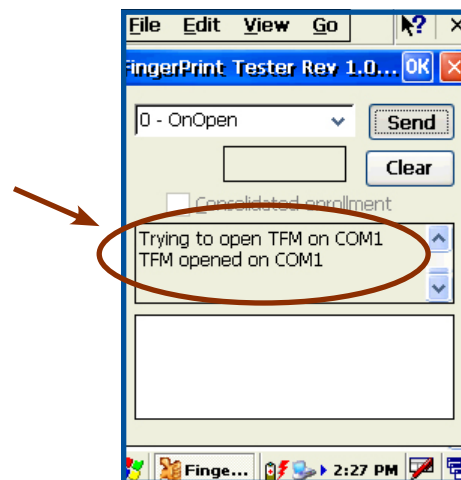 File Edit View Go
FingerPrint Tester Rev 1.0... OK
0 - OnOpen
Send
Clear
Consolidated enrollment
Trying to open TFM on COM1
TFM opened on COM1
Finge... 2:27 PM